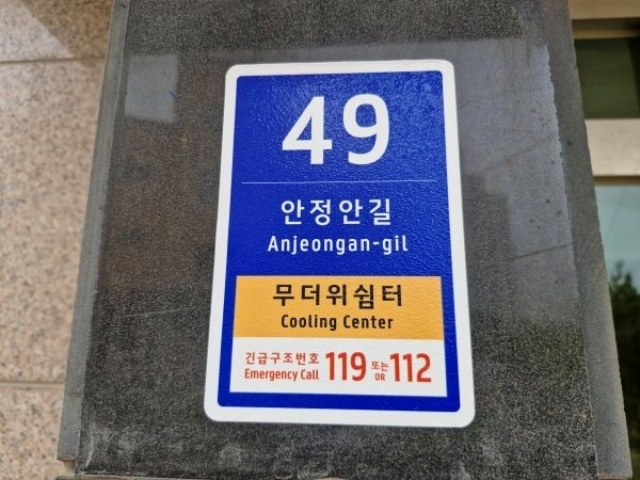 49
안정안길
Anjeongan-gil
무더위쉼터
Cooling Center
긴급구조번호 119 또는 112
Emergency Call OR